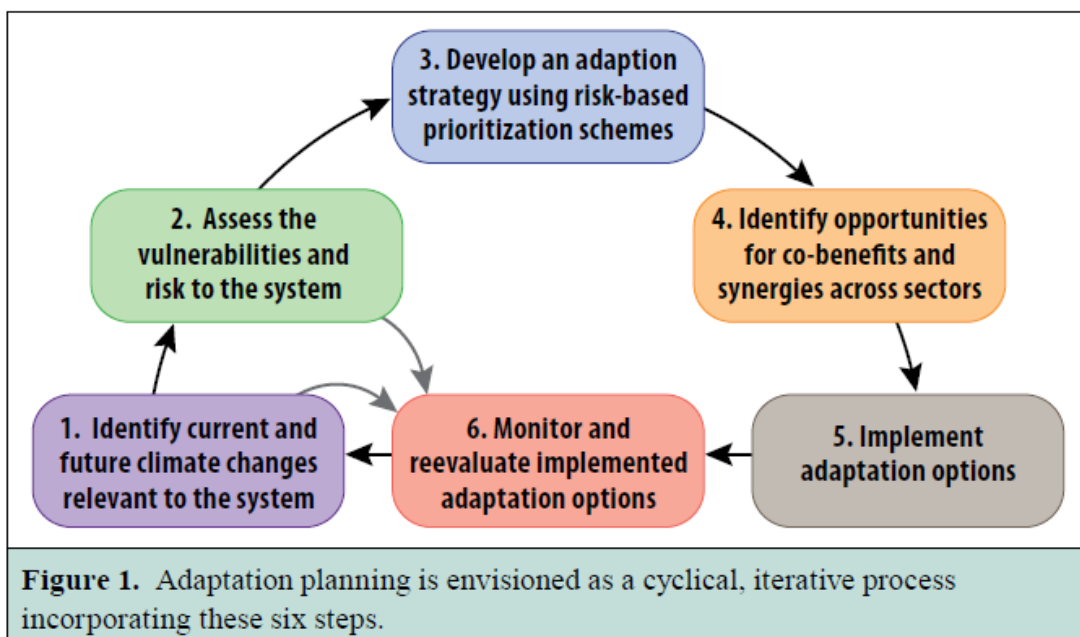 3. Develop an adaption
strategy using risk-based
prioritization schemes
2. Assess the
vulnerabilities and
risk to the system
4. Identify opportunities
for co-benefits and
synergies across sectors
1. Identify current and
future climate changes
relevant to the system
6. Monitor and
reevaluate implemented
adaptation options
5. Implement
adaptation options
Figure 1. Adaptation planning is envisioned as a cyclical, iterative process
incorporating these six steps.